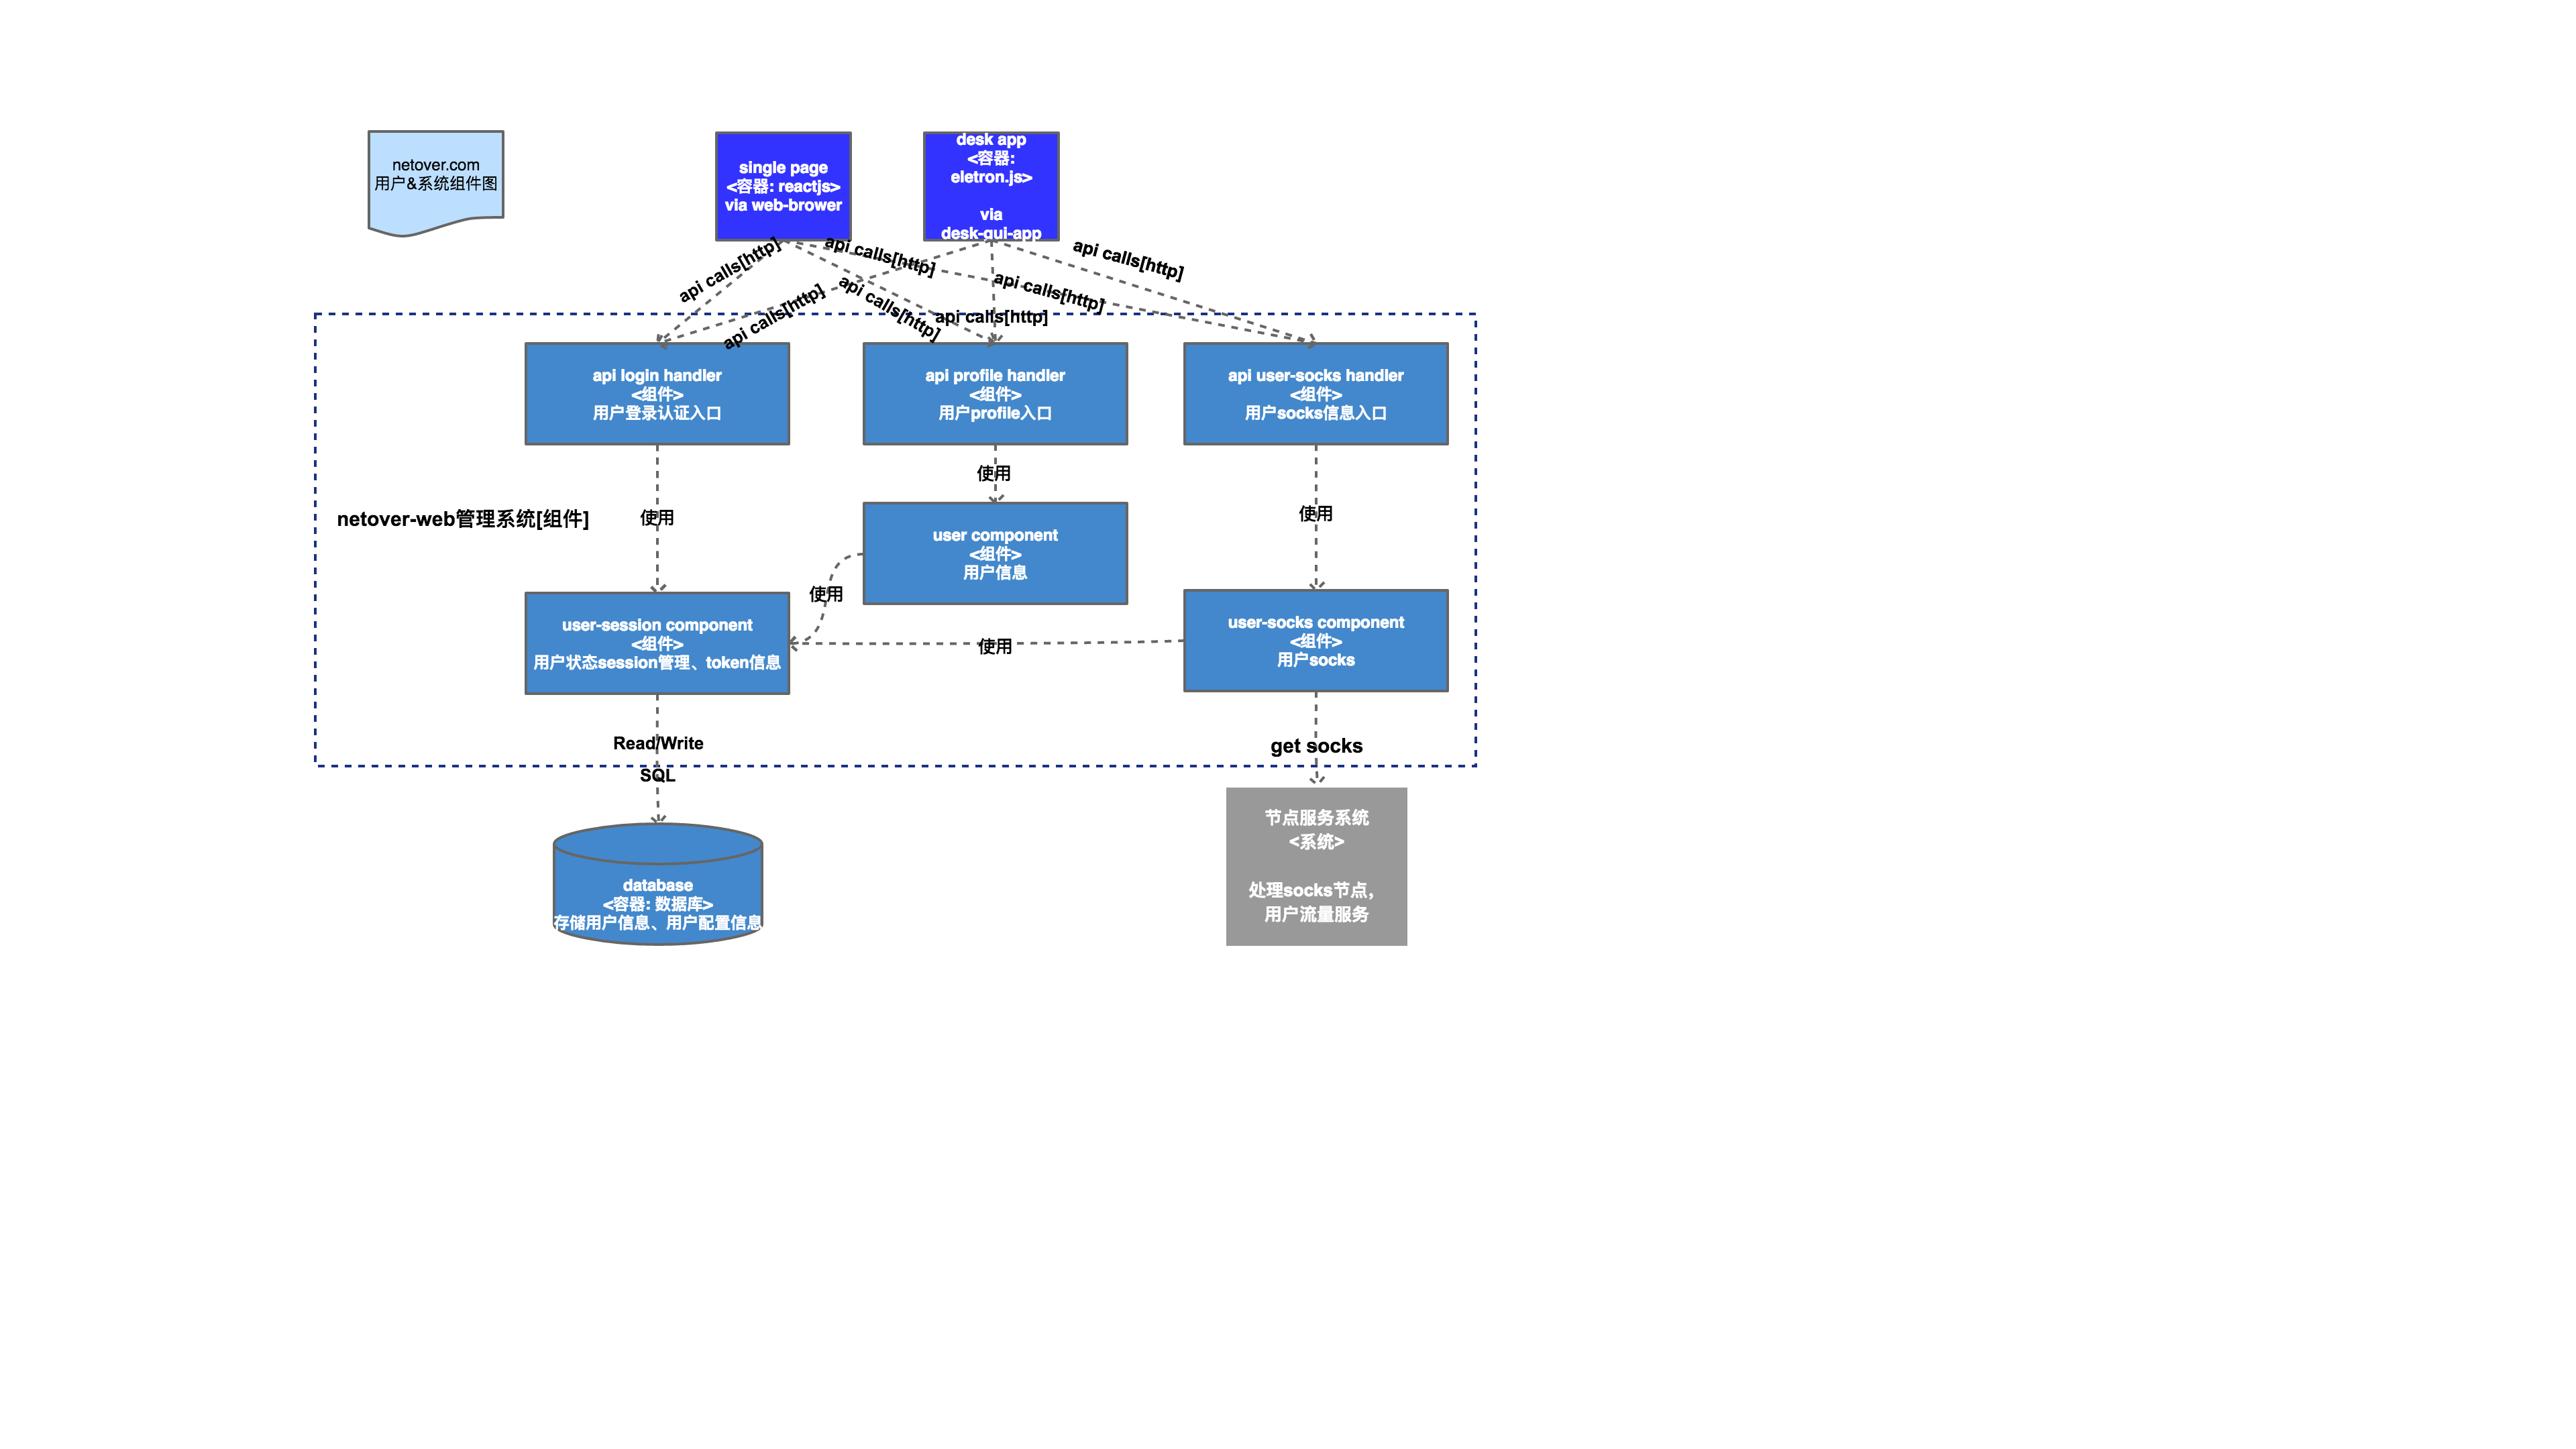 netover.com
用户&系统组件图
single page
<容器: reactjs>
via web-brower
desk app
<容器:
eletron.js>
via
desk-gui-app
api calls[http]
api calls[http]
api calls[http]
api calls[http]
api calls[http]
api calls[http]
api calls[http]
api login handler
<组件>
用户登录认证入口
api profile handler
<组件>
用户profile入口
api user-socks handler
<组件>
用户socks信息入口
netover-web管理系统[组件]
使用
使用
使用
user component
<组件>
用户信息
使用
user-session component
<组件>
用户状态session管理、token信息
使用
user-socks component
<组件>
用户socks
Read/Write
SQL
get socks
database
<容器: 数据库>
存储用户信息、用户配置信息
节点服务系统
<系统>
处理socks节点，
用户流量服务